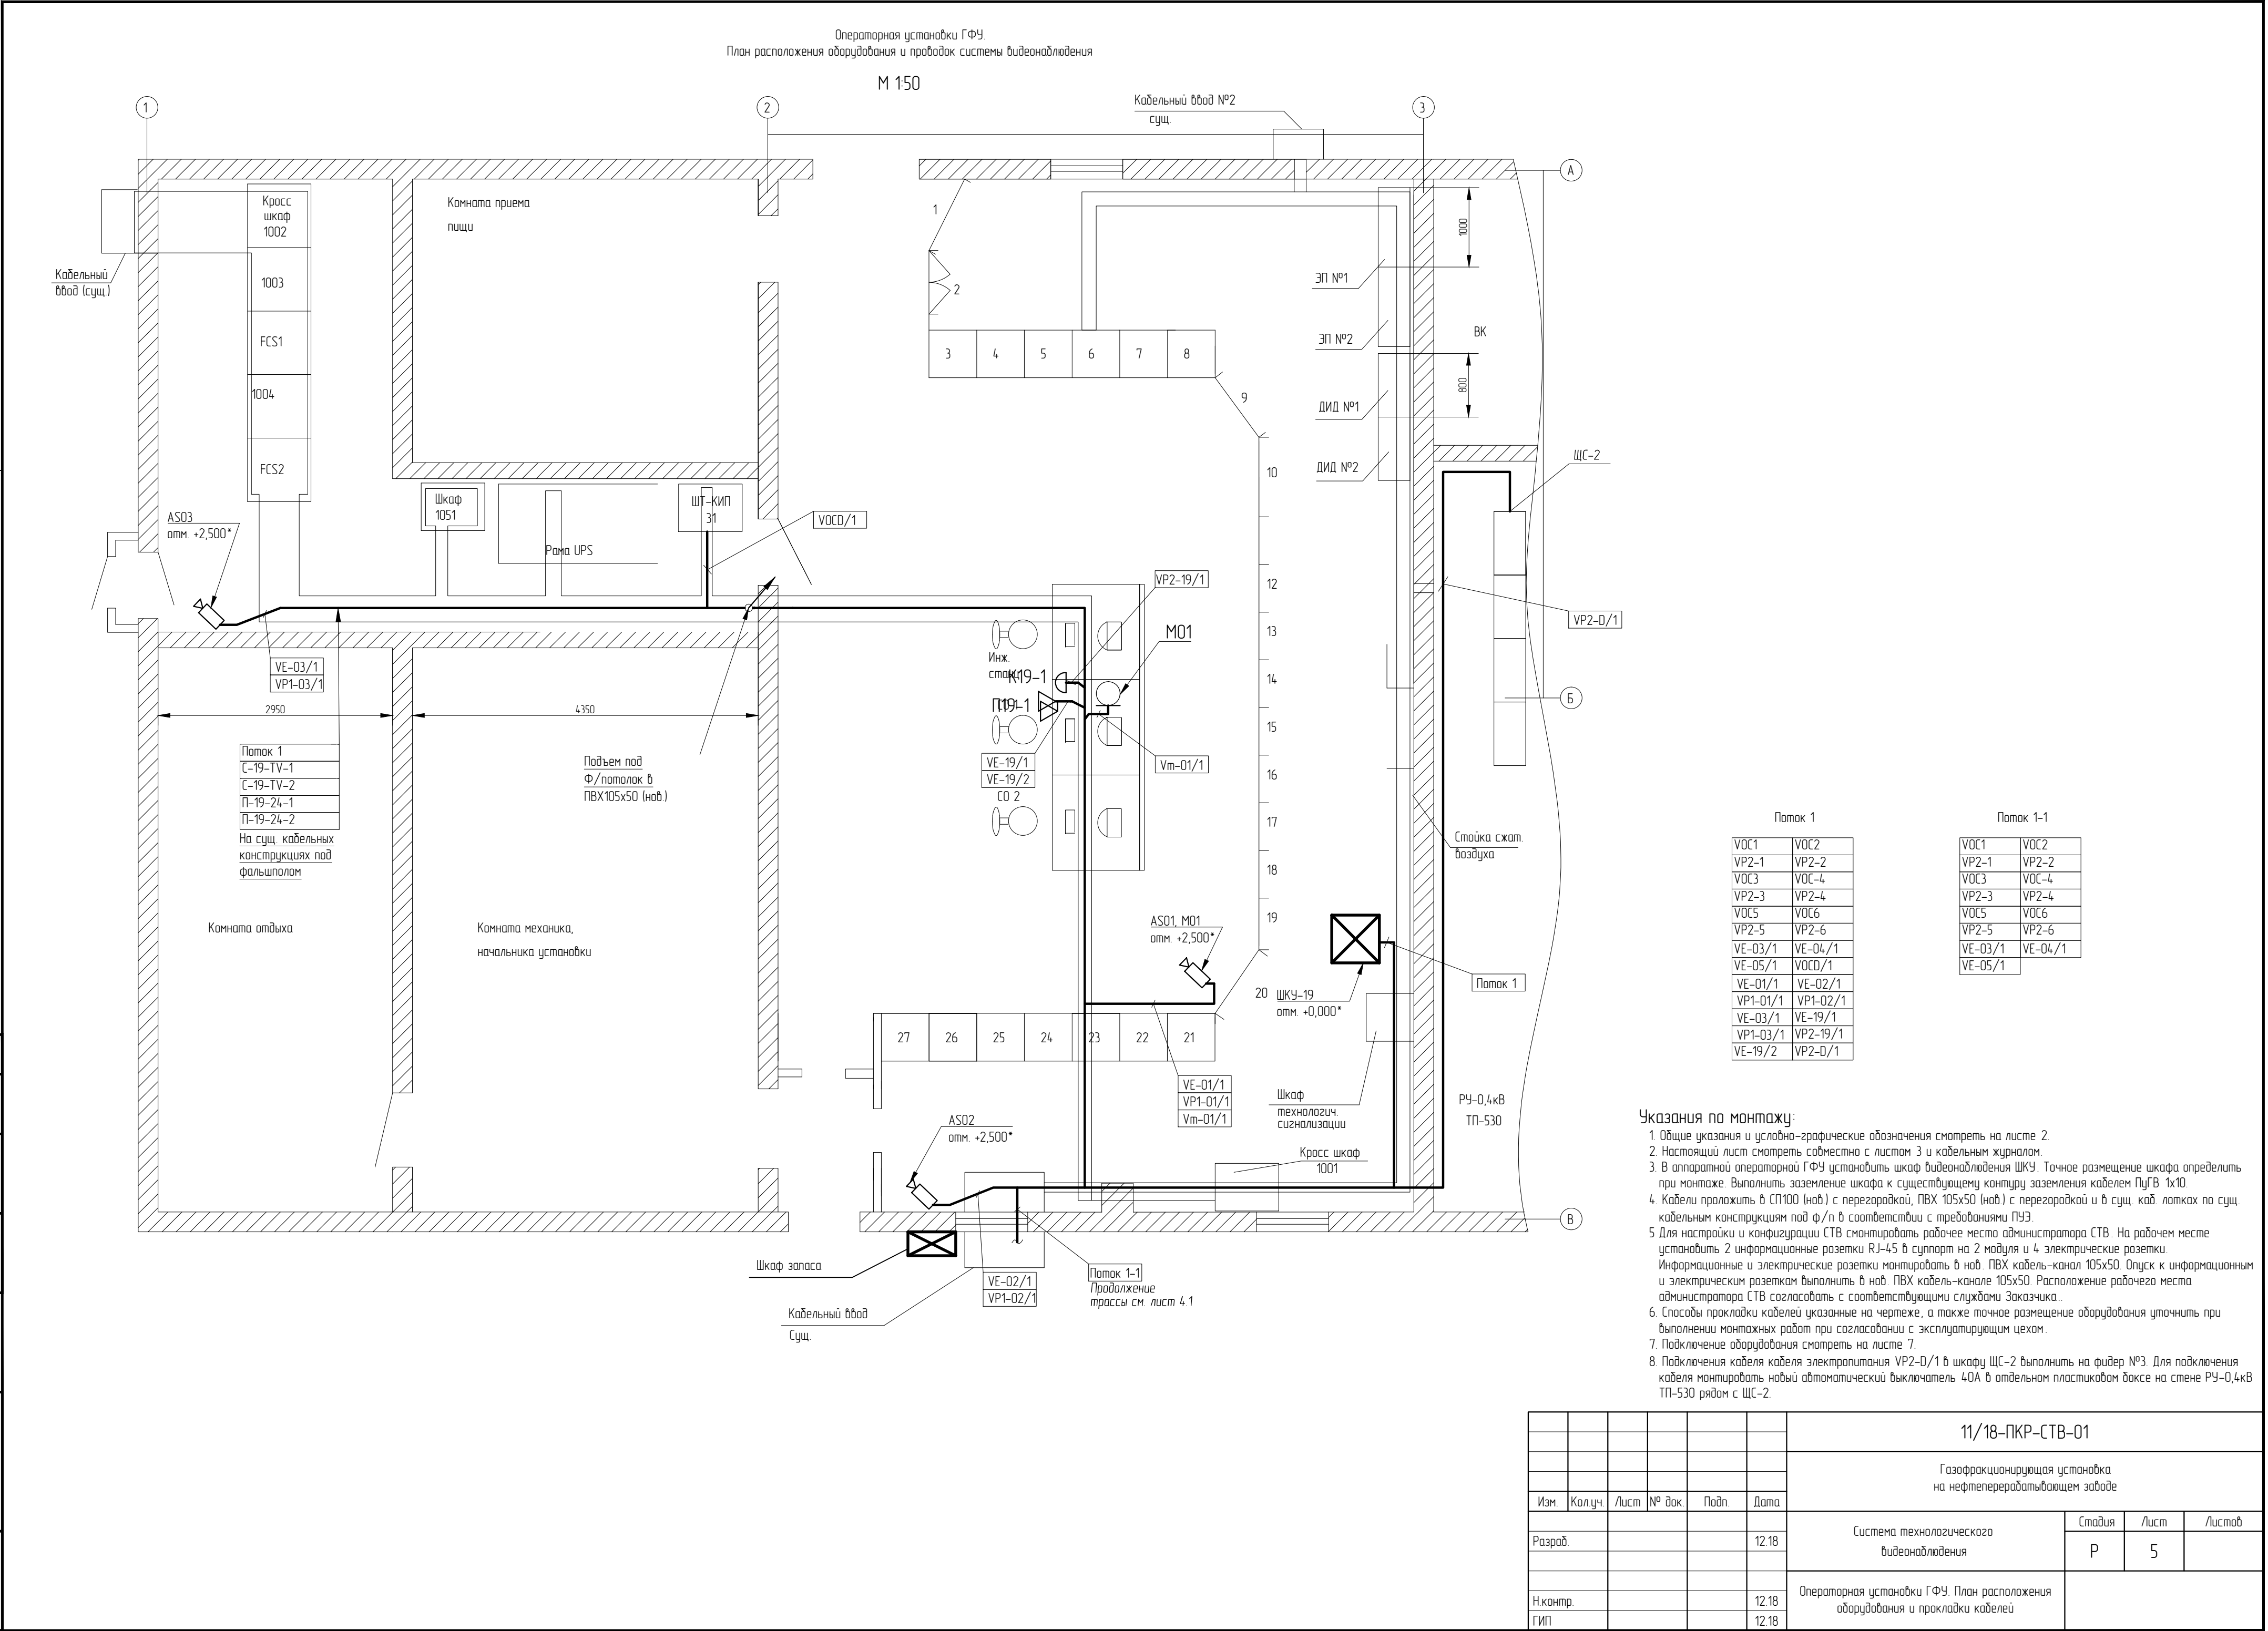 Операторная установки ГФУ.
План расположения оборудования и проводок системы видеонаблюдения
М 1:50
1
2
3
Кабельный ввод №2
сущ.
А
Б
В
Кабельный
ввод (сущ.)
Кросс
шкаф
1002
1003
FCS1
1004
FCS2
Комната приема
пищи
1
2
3
4
5
6
7
8
9
10
12
13
14
15
16
17
18
19
20
21
22
23
24
25
26
27
1000
ЭП №1
ЭП №2
ВК
800
ДИД №1
ДИД №2
ЩС-2
AS03
отм. +2,500*
Шкаф
1051
Рама UPS
ШТ-КИП
31
VOCD/1
VP2-19/1
VP2-D/1
М01
Инж.
К19-1
П19-1
VE-03/1
VP1-03/1
2950
4350
VE-19/1
VE-19/2
СО 2
Vm-01/1
Поток 1
С-19-TV-1
С-19-TV-2
П-19-24-1
П-19-24-2
На сущ. кабельных
конструкциях под
фальшполом
Подъем под
Ф/потолок в
ПВХ105х50 (нов.)
Стойка сжат.
воздуха
Комната отдыха
Комната механика,
начальника установки
AS01, М01
отм. +2,500*
ШКУ-19
отм. +0,000*
Поток 1
VE-01/1
VP1-01/1
Vm-01/1
Шкаф
технологич.
сигнализации
РУ-0,4кВ
ТП-530
AS02
отм. +2,500*
Кросс шкаф
1001
Шкаф запаса
VE-02/1
VP1-02/1
Поток 1-1
Продолжение
трассы см. лист 4.1
Кабельный ввод
Сущ.
Поток 1
VOC1 VOC2
VP2-1 VP2-2
VOC3 VOC-4
VP2-3 VP2-4
VOC5 VOC6
VP2-5 VP2-6
VE-03/1 VE-04/1
VE-05/1 VOCD/1
VE-01/1 VE-02/1
VP1-01/1 VP1-02/1
VE-03/1 VE-19/1
VP1-03/1 VP2-19/1
VE-19/2 VP2-D/1
Поток 1-1
VOC1 VOC2
VP2-1 VP2-2
VOC3 VOC-4
VP2-3 VP2-4
VOC5 VOC6
VP2-5 VP2-6
VE-03/1 VE-04/1
VE-05/1
Указания по монтажу:
1. Общие указания и условно-графические обозначения смотреть на листе 2.
2. Настоящий лист смотреть совместно с листом 3 и кабельным журналом.
3. В аппаратной операторной ГФУ установить шкаф видеонаблюдения ШКУ. Точное размещение шкафа определить
при монтаже. Выполнить заземление шкафа к существующему контуру заземления кабелем ПуГВ 1х10.
4. Кабели проложить в СП100 (нов.) с перегородкой, ПВХ 105х50 (нов.) с перегородкой и в сущ. каб. лотках по сущ.
кабельным конструкциям под ф/п в соответствии с требованиями ПУЭ.
5 Для настройки и конфигурации СТВ смонтировать рабочее место администратора СТВ. На рабочем месте
установить 2 информационные розетки RJ-45 в суппорт на 2 модуля и 4 электрические розетки.
Информационные и электрические розетки монтировать в нов. ПВХ кабель-канал 105х50. Опуск к информационным
и электрическим розеткам выполнить в нов. ПВХ кабель-канале 105х50. Расположение рабочего места
администратора СТВ согласовать с соответствующими службами Заказчика..
6. Способы прокладки кабелей указанные на чертеже, а также точное размещение оборудования уточнить при
выполнении монтажных работ при согласовании с эксплуатирующим цехом.
7. Подключение оборудования смотреть на листе 7.
8. Подключения кабеля кабеля электропитания VP2-D/1 в шкафу ЩС-2 выполнить на фидер №3. Для подключения
кабеля монтировать новый автоматический выключатель 40А в отдельном пластиковом боксе на стене РУ-0,4кВ
ТП-530 рядом с ЩС-2.
11/18-ПКР-СТВ-01
Газофракционирующая установка
на нефтеперерабатывающем заводе
Изм. Кол.уч. Лист № док. Подп. Дата
Разраб. 12.18
Система технологического
видеонаблюдения
Стадия Лист Листов
Р 5
Н.контр. 12.18
ГИП 12.18
Операторная установки ГФУ. План расположения
оборудования и прокладки кабелей